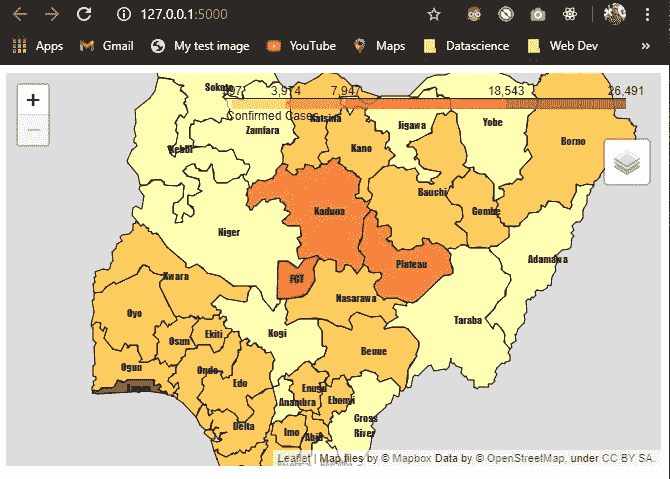 127.0.0.1:5000
Apps Gmail My test image YouTube Maps Datascience Web Dev »
+
−
3,974 7,947 18,543 26,491
Confirmed Cases
Sokoto
Katsina
Zamfara
Jigawa
Yobe
Borno
Kebbi
Kano
Bauchi
Gombe
Kaduna
Niger
Plateau
Adamawa
FCT
Kwara
Nasarawa
Oyo
Taraba
Osun
Ekiti
Kogi
Benue
Ogun
Ondo
Edo
Lagos
Enugu
Anambra
Ebonyi
Cross
River
Delta
Imo
Abia
Leaflet | Map files by © Mapbox Data by © OpenStreetMap, under CC BY SA.